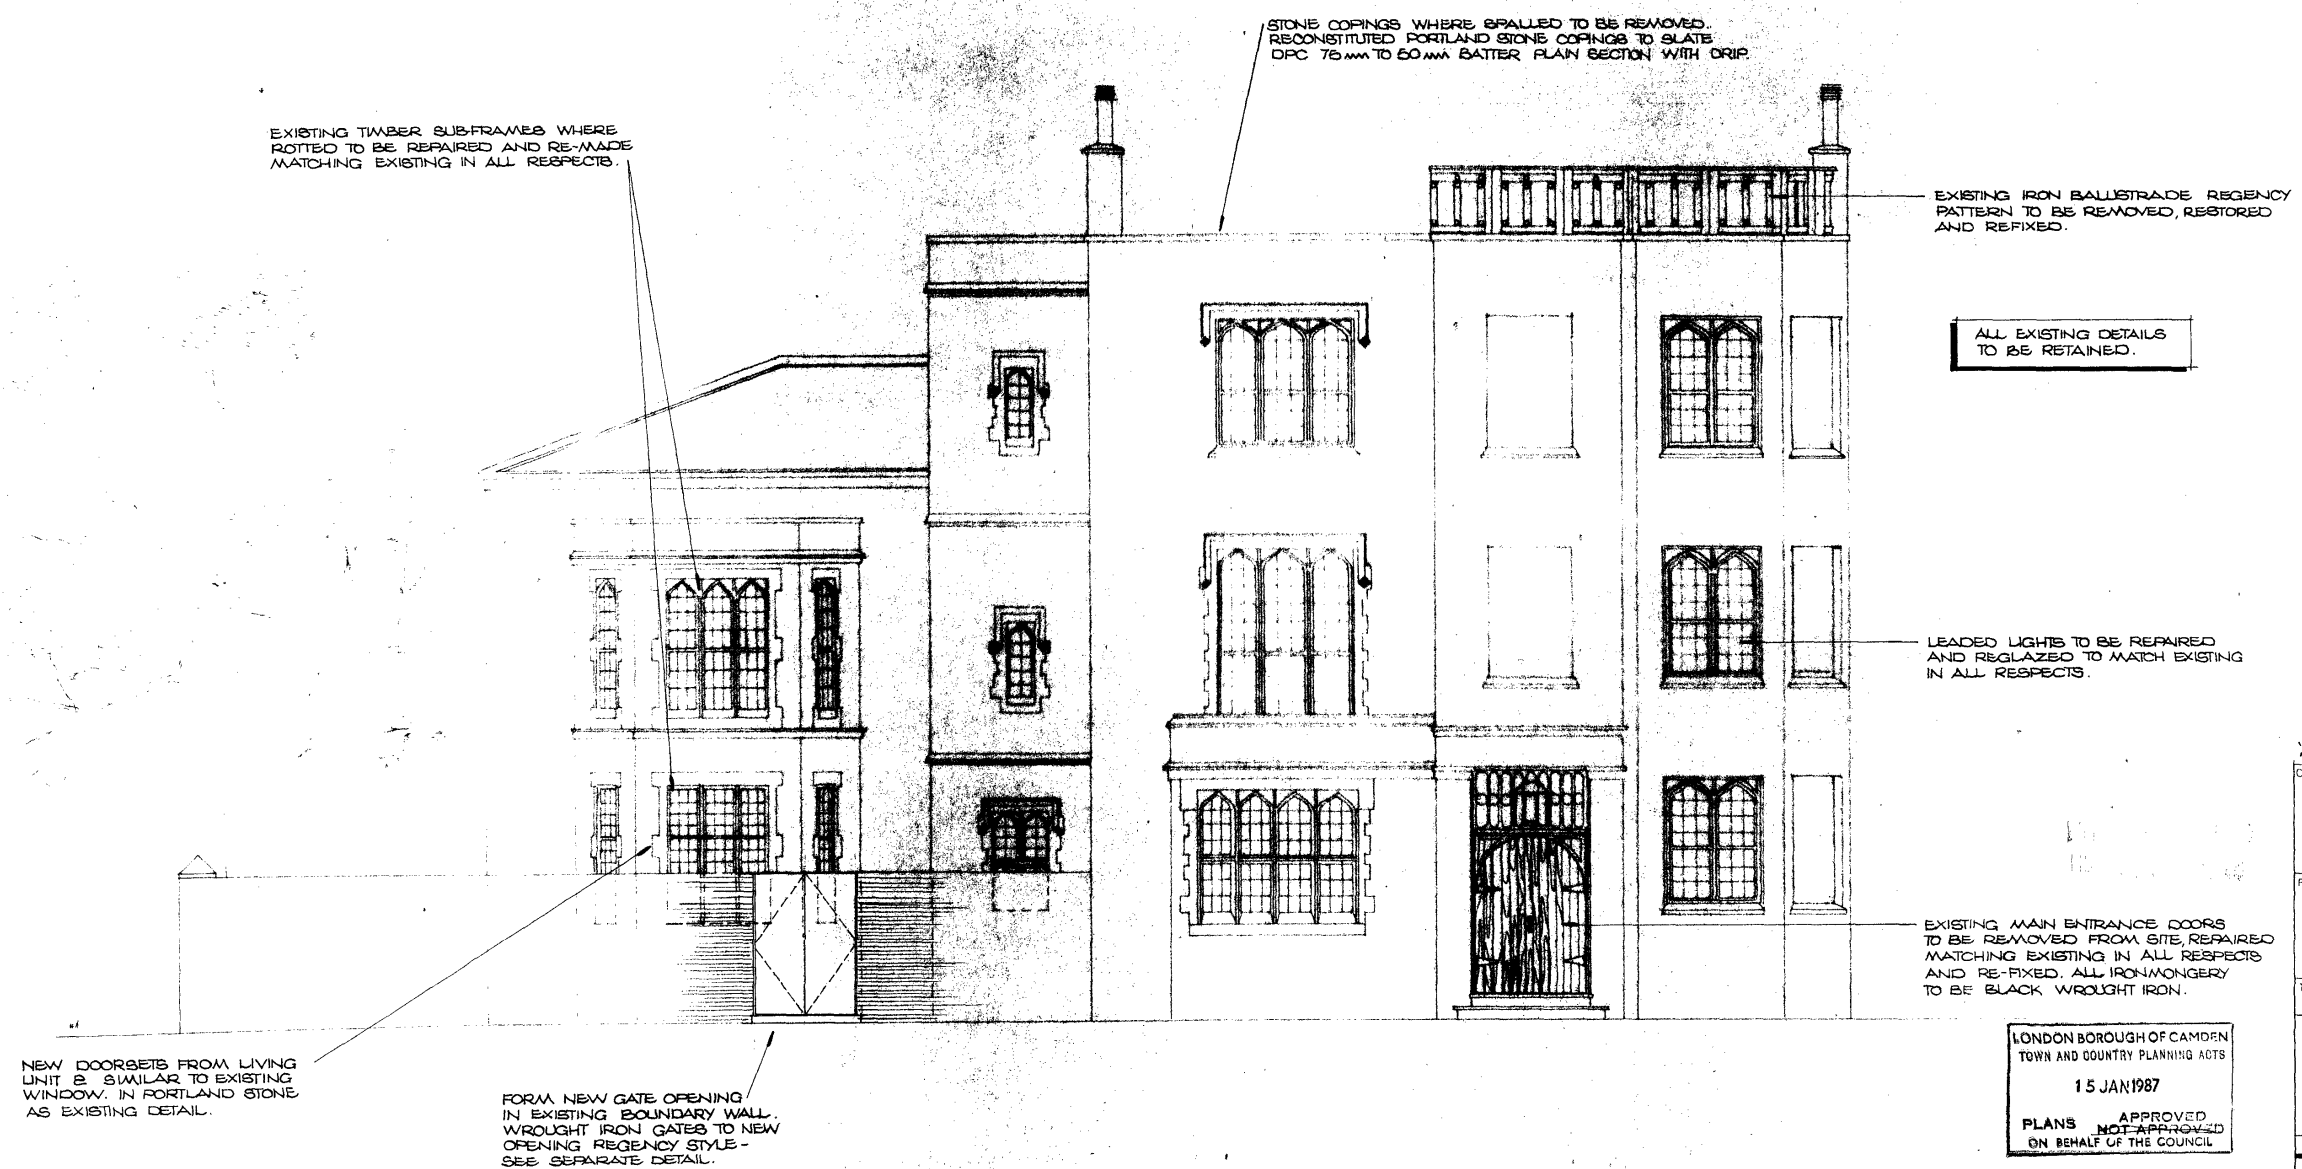 STONE COPINGS WHERE SPALLED TO BE REMOVED.
RECONSTITUTED PORTLAND STONE COPINGS TO SLATE
DPC 75mm TO 50mm BATTER PLAIN SECTION WITH DRIP.
EXISTING TIMBER SUBFRAMES WHERE
ROTTED TO BE REPAIRED AND RE-MADE
MATCHING EXISTING IN ALL RESPECTS.
EXISTING IRON BALLUSTRADE REGENCY
PATTERN TO BE REMOVED, RESTORED
AND REFIXED.
ALL EXISTING DETAILS
TO BE RETAINED.
LEADED LIGHTS TO BE REPAIRED
AND REGLAZED TO MATCH EXISTING
IN ALL RESPECTS.
EXISTING MAIN ENTRANCE DOORS
TO BE REMOVED FROM SITE, REPAIRED
MATCHING EXISTING IN ALL RESPECTS
AND RE-FIXED. ALL IRONMONGERY
TO BE BLACK WROUGHT IRON.
NEW DOORSETS FROM LIVING
UNIT 2 SIMILAR TO EXISTING
WINDOW. IN PORTLAND STONE
AS EXISTING DETAIL.
FORM NEW GATE OPENING
IN EXISTING BOUNDARY WALL.
WROUGHT IRON GATES TO NEW
OPENING REGENCY STYLE-
SEE SEPARATE DETAIL.
LONDON BOROUGH OF CAMDEN
TOWN AND COUNTRY PLANNING ACTS
15 JAN 1987
PLANS APPROVED
NOT APPROVED
ON BEHALF OF THE COUNCIL